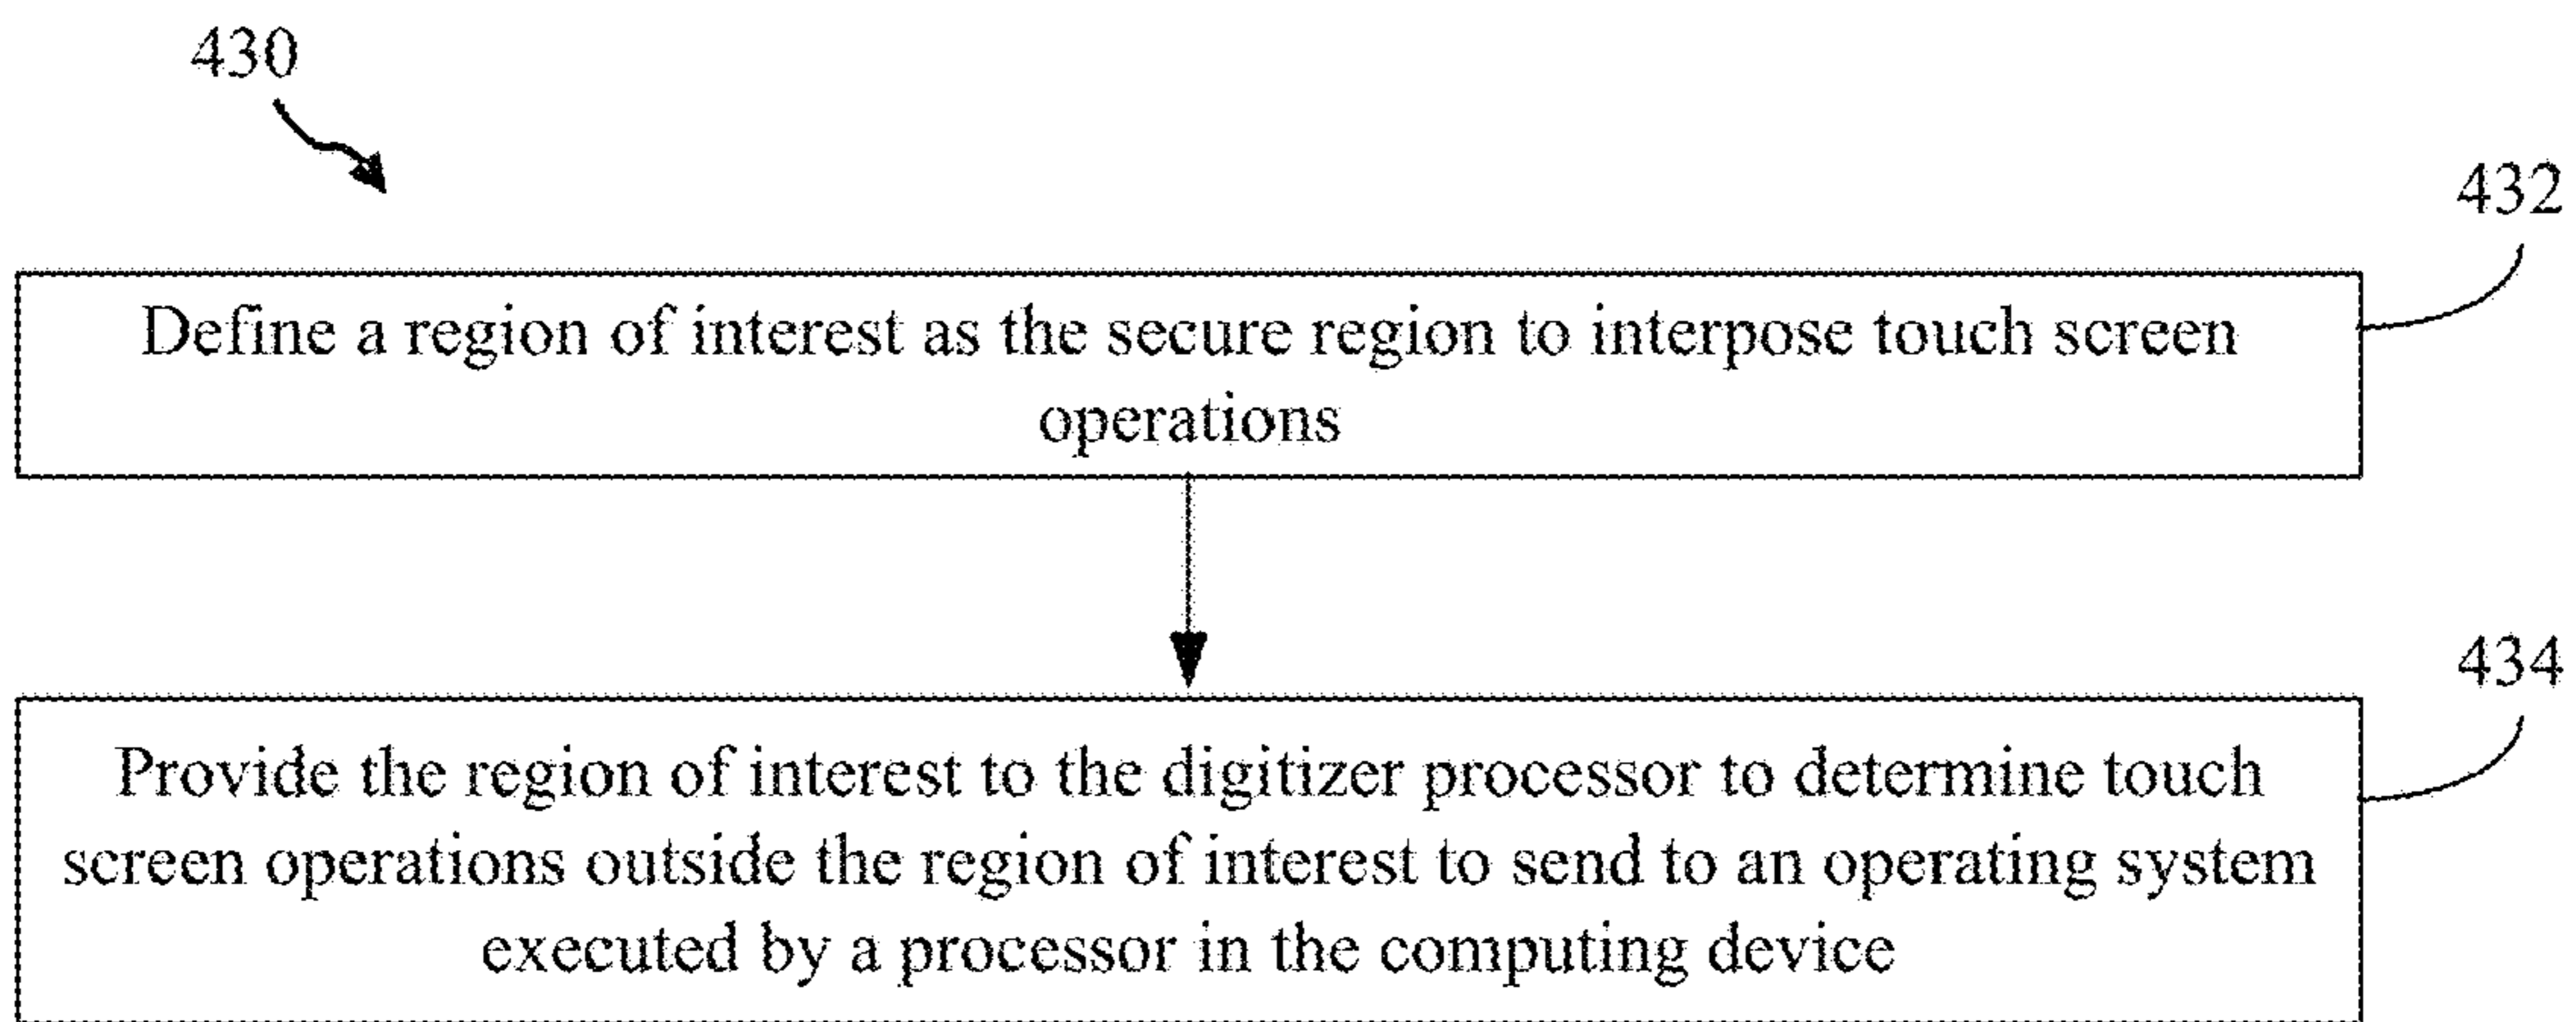 430
432
Define a region of interest as the secure region to interpose touch screen
operations
434
Provide the region of interest to the digitizer processor to determine touch
screen operations outside the region of interest to send to an operating system
executed by a processor in the computing device